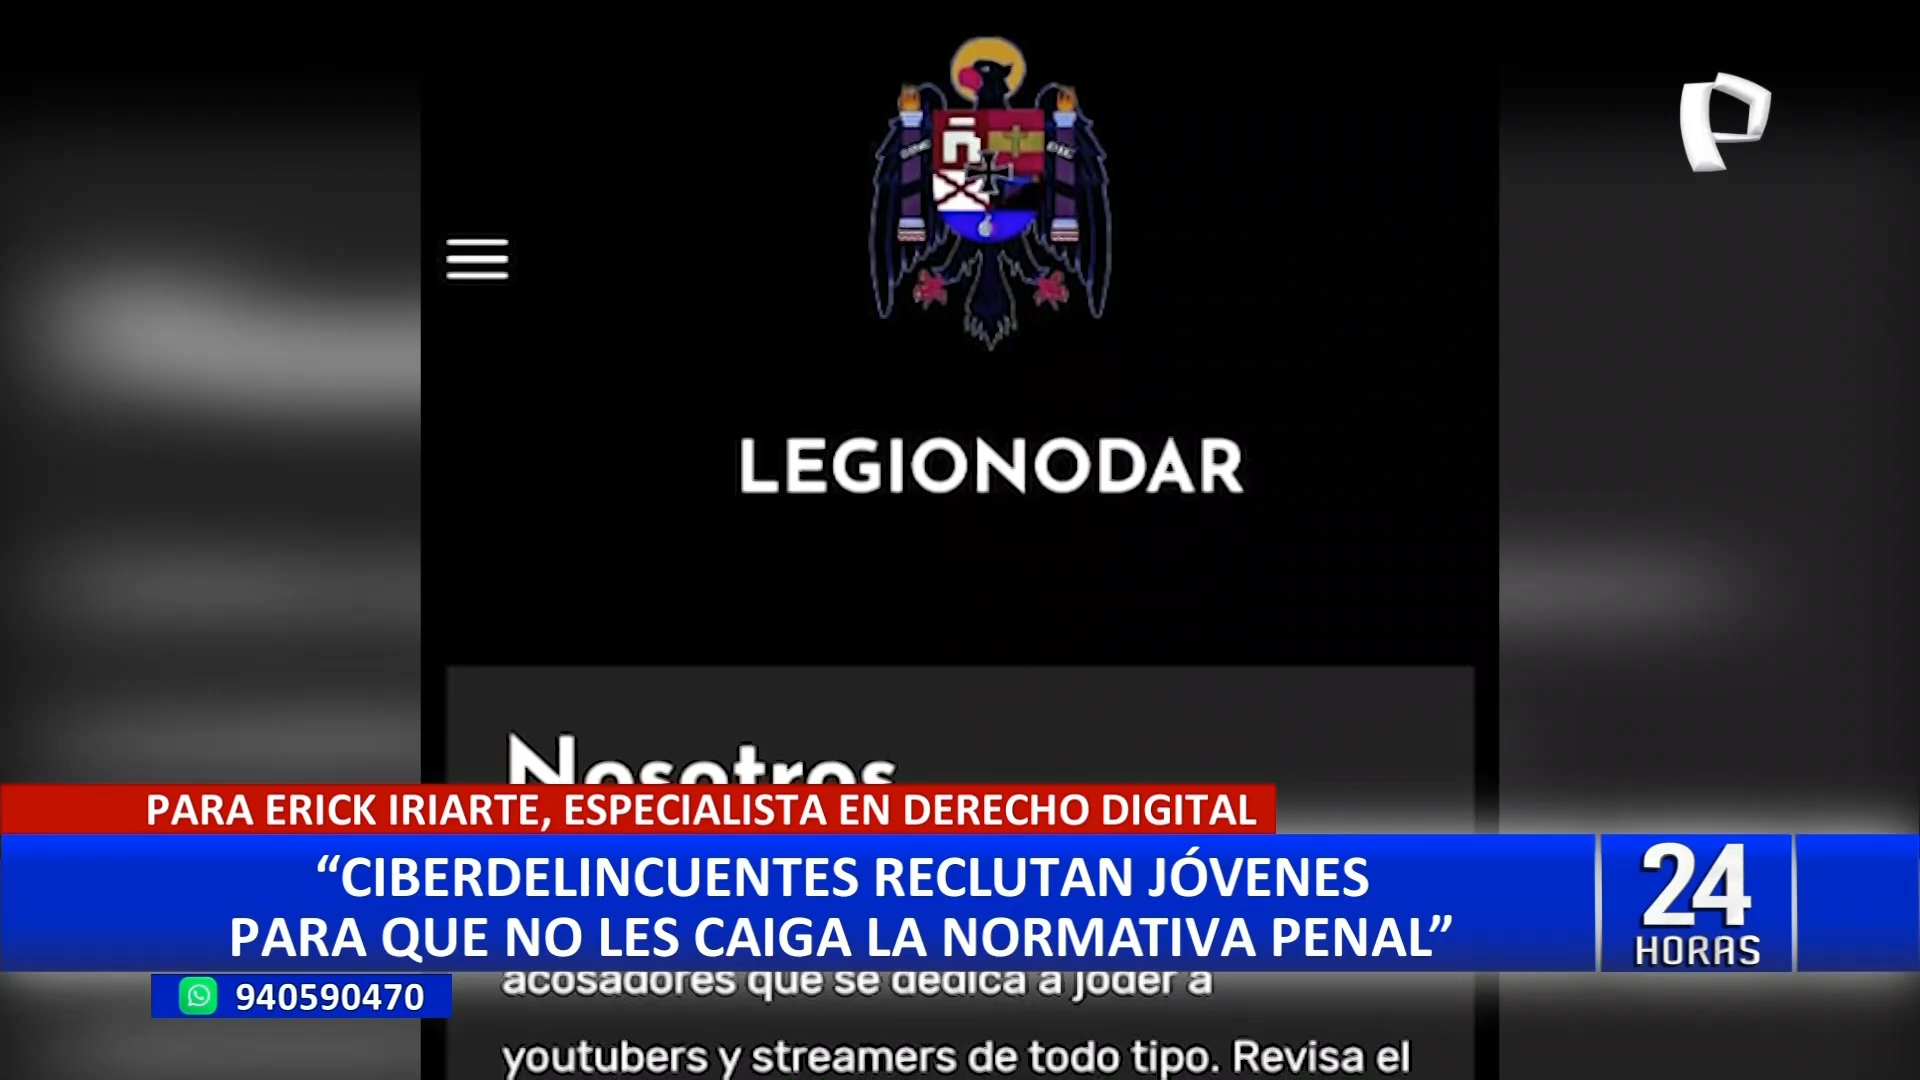 LEGIONODAR
Nosotros
PARA ERICK IRIARTE, ESPECIALISTA EN DERECHO DIGITAL
“CIBERDELINCUENTES RECLUTAN JÓVENES
PARA QUE NO LES CAIGA LA NORMATIVA PENAL”
24
HORAS
acosadores que se dedica a joder a
940590470
youtubers y streamers de todo tipo. Revisa el